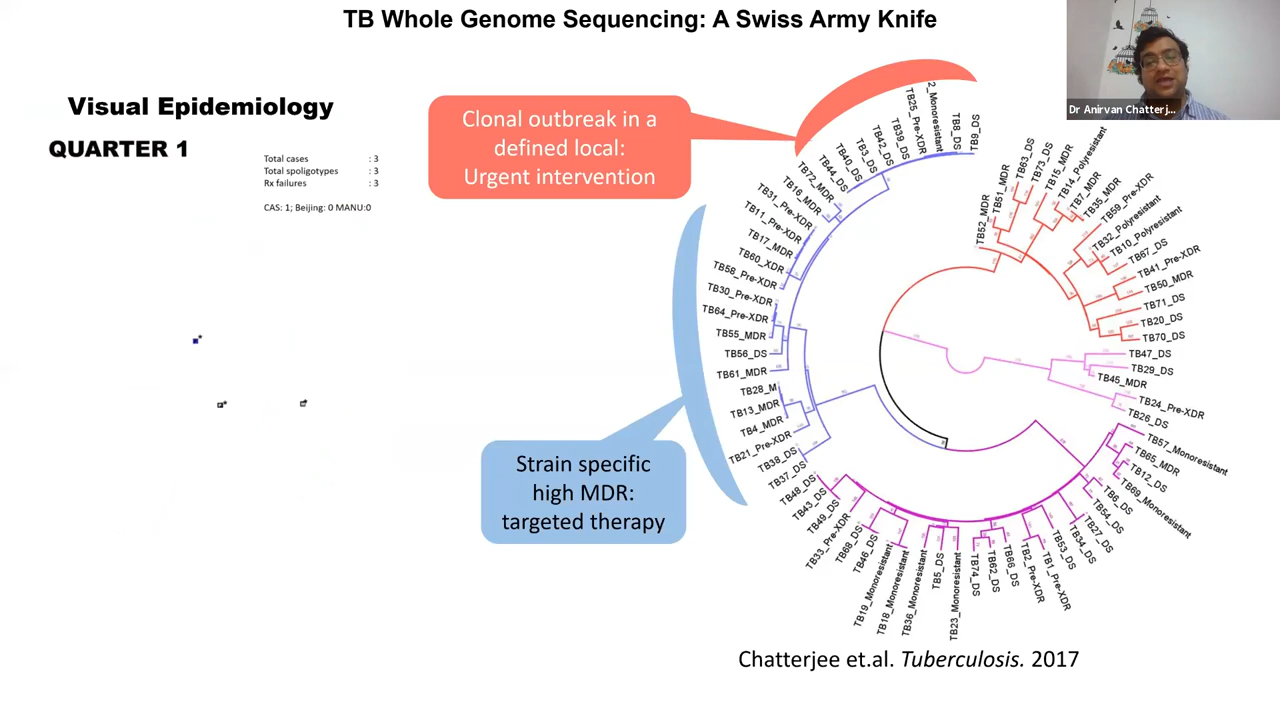 TB Whole Genome Sequencing: A Swiss Army Knife
Dr Anirvan Chatterj...
Visual Epidemiology
QUARTER 1
Total cases : 3
Total spoligotypes : 3
Rx failures : 3
CAS: 1; Beijing: 0 MANU:0
Clonal outbreak in a
defined local:
Urgent intervention
Strain specific
high MDR:
targeted therapy
TB9_DS
TB8_DS
2_Monoresistant
TB25_Pre-XDR
TB39_DS
TB42_DS
TB3_DS
TB40_DS
TB44_DS
TB72_MDR
TB16_MDR
TB31_Pre-XDR
TB11_Pre-XDR
TB17_MDR
TB60_XDR
TB58_Pre-XDR
TB30_Pre-XDR
TB64_Pre-XDR
TB55_MDR
TB56_DS
TB61_MDR
TB28_M
TB13_MDR
TB4_MDR
TB21_Pre-XDR
TB38_DS
TB37_DS
TB48_DS
TB43_DS
TB49_DS
TB33_Pre-XDR
TB68_DS
TB46_DS
TB19_Monoresistant
TB18_Monoresistant
TB36_Monoresistant
TB5_DS
TB23_Monoresistant
TB74_DS
TB62_DS
TB66_DS
TB2_Pre-XDR
TB1_Pre-XDR
TB53_DS
TB34_DS
TB27_DS
TB54_DS
TB6_DS
TB69_Monoresistant
TB12_DS
TB65_MDR
TB57_Monoresistant
TB26_DS
TB24_Pre-XDR
TB45_MDR
TB29_DS
TB47_DS
TB70_DS
TB20_DS
TB71_DS
TB50_MDR
TB41_Pre-XDR
TB67_DS
TB10_Polyresistant
TB32_Polyresistant
TB59_Pre-XDR
TB35_MDR
TB7_MDR
TB14_Polyresistant
TB15_MDR
TB73_DS
TB63_DS
TB51_MDR
TB52_MDR
Chatterjee et.al. Tuberculosis. 2017